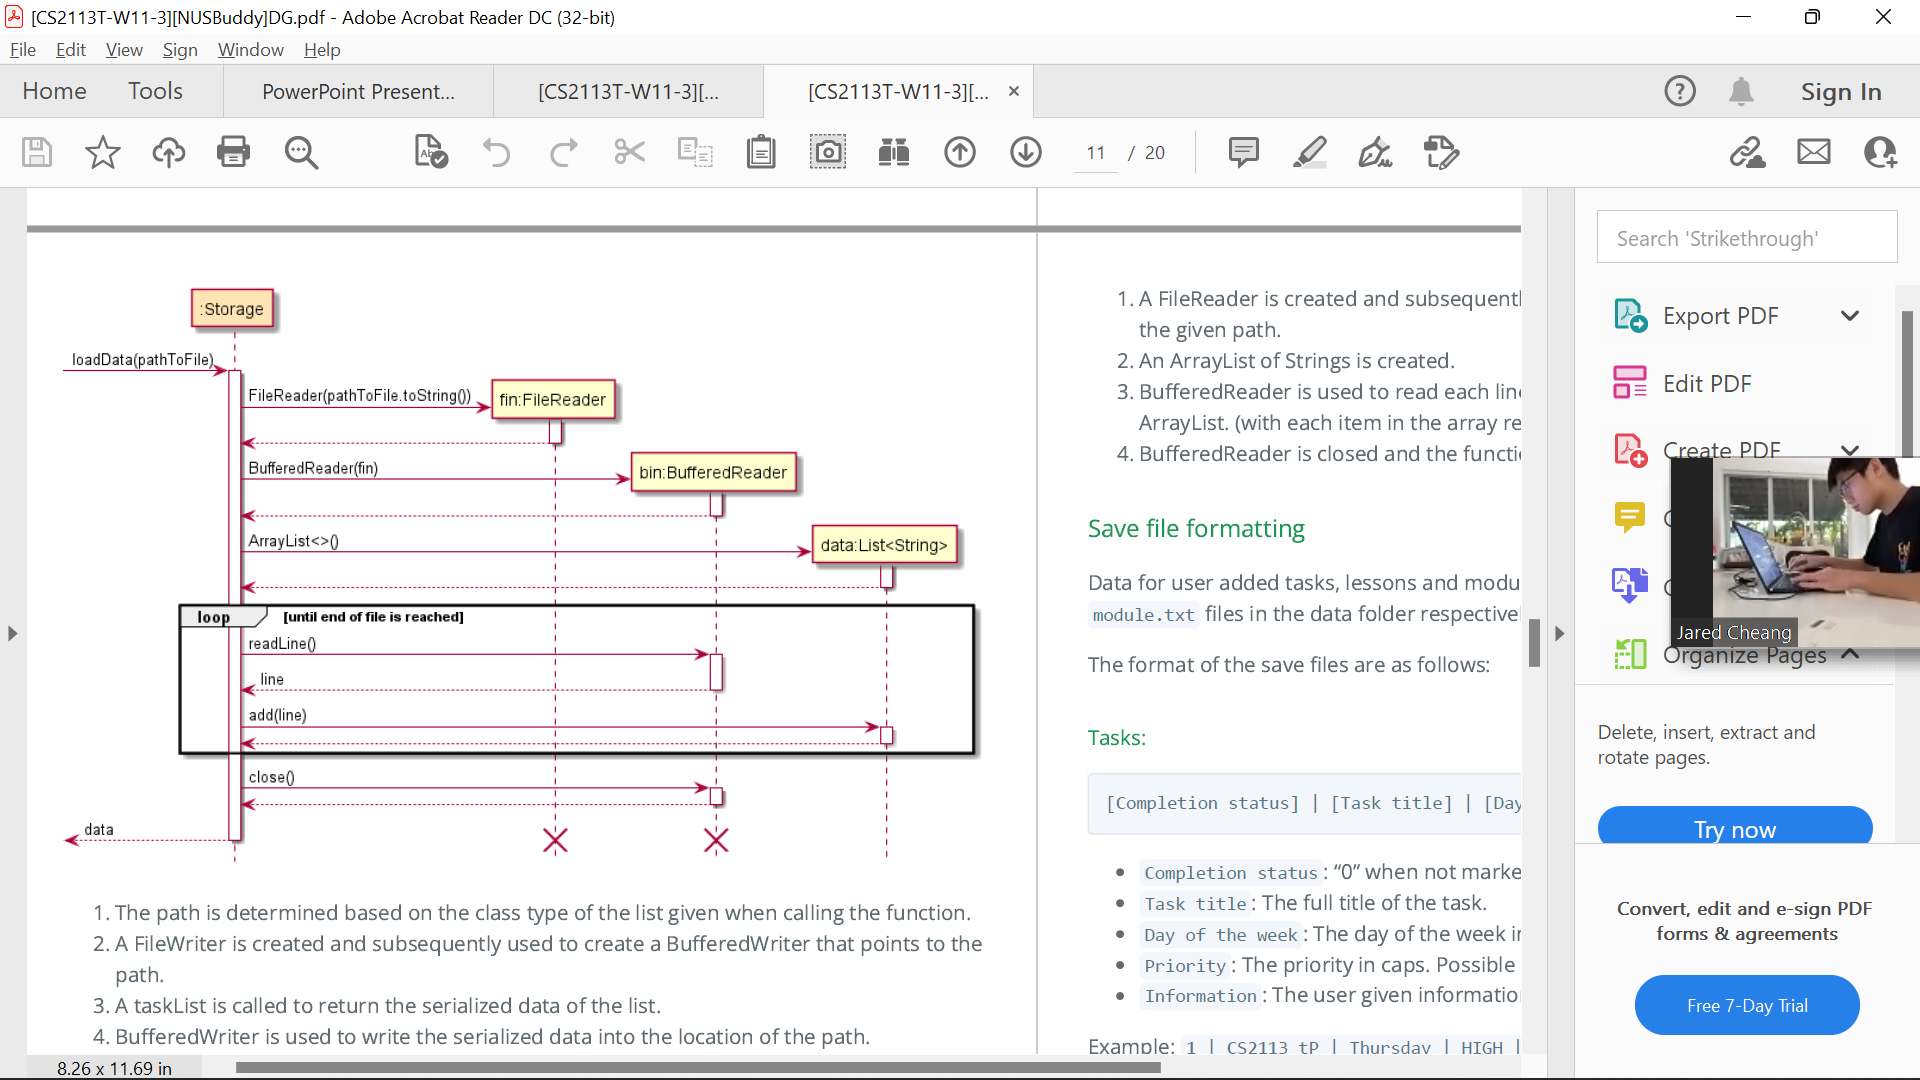 [CS2113T-W11-3][NUSBuddy]DG.pdf - Adobe Acrobat Reader DC (32-bit)
File Edit View Sign Window Help
Home Tools PowerPoint Present... [CS2113T-W11-3][... [CS2113T-W11-3][... × ? Sign In
11 / 20
:Storage
loadData(pathToFile)
FileReader(pathToFile.toString())
fin:FileReader
BufferedReader(fin)
bin:BufferedReader
ArrayList<>()
data:List<String>
loop [until end of file is reached]
readLine()
line
add(line)
close()
data
1. The path is determined based on the class type of the list given when calling the function.
2. A FileWriter is created and subsequently used to create a BufferedWriter that points to the
path.
3. A taskList is called to return the serialized data of the list.
4. BufferedWriter is used to write the serialized data into the location of the path.
8.26 x 11.69 in
1. A FileReader is created and subsequentl
the given path.
2. An ArrayList of Strings is created.
3. BufferedReader is used to read each line
ArrayList. (with each item in the array re
4. BufferedReader is closed and the functi
Save file formatting
Data for user added tasks, lessons and modu
module.txt files in the data folder respective
The format of the save files are as follows:
Tasks:
[Completion status] | [Task title] | [Day
• Completion status : “0” when not marke
• Task title : The full title of the task.
• Day of the week : The day of the week in
• Priority : The priority in caps. Possible
• Information : The user given informatio
Example: 1 | CS2113 tP | Thursday | HIGH |
Search 'Strikethrough'
Export PDF
Edit PDF
Create PDF
Jared Cheang
Organize Pages
Delete, insert, extract and
rotate pages.
Try now
Convert, edit and e-sign PDF
forms & agreements
Free 7-Day Trial